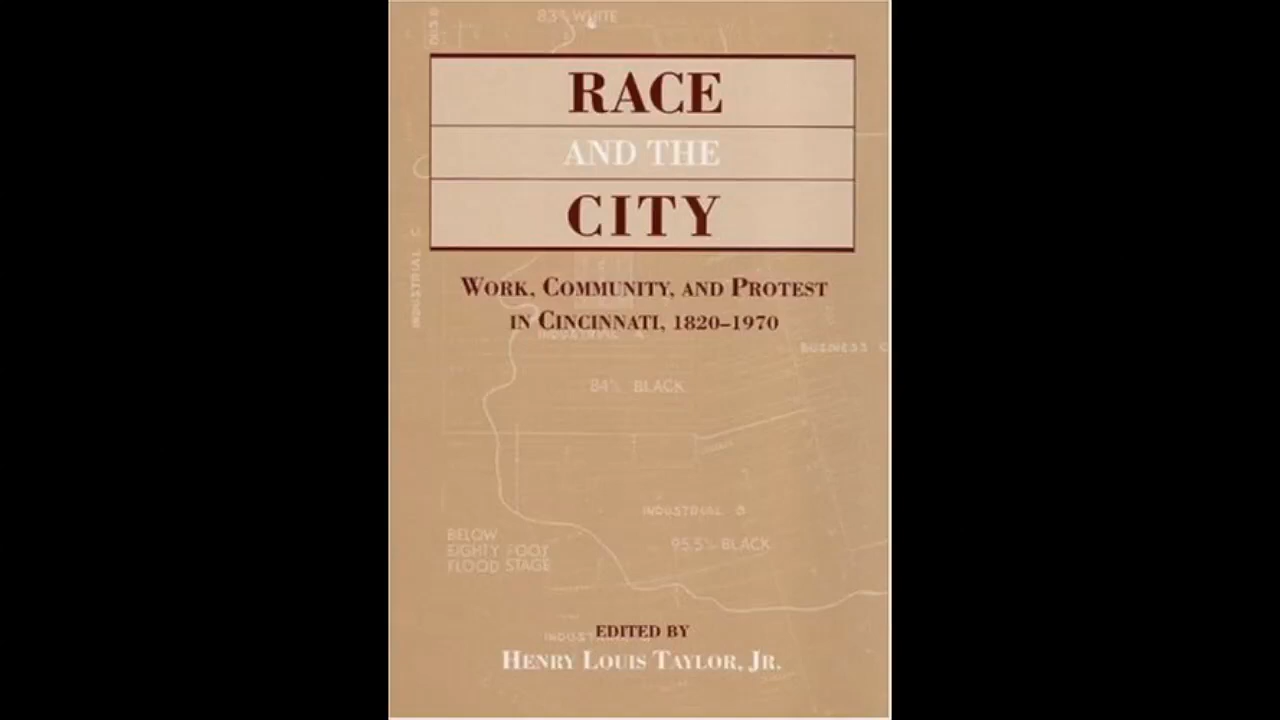 83% WHITE
RACE
AND THE
CITY
INDUSTRIAL C
WORK, COMMUNITY, AND PROTEST
IN CINCINNATI, 1820–1970
INDUSTRIAL A
BUSINESS C
84% BLACK
INDUSTRIAL B
BELOW
EIGHTY FOOT
FLOOD STAGE
95.5% BLACK
EDITED BY
HENRY LOUIS TAYLOR, JR.